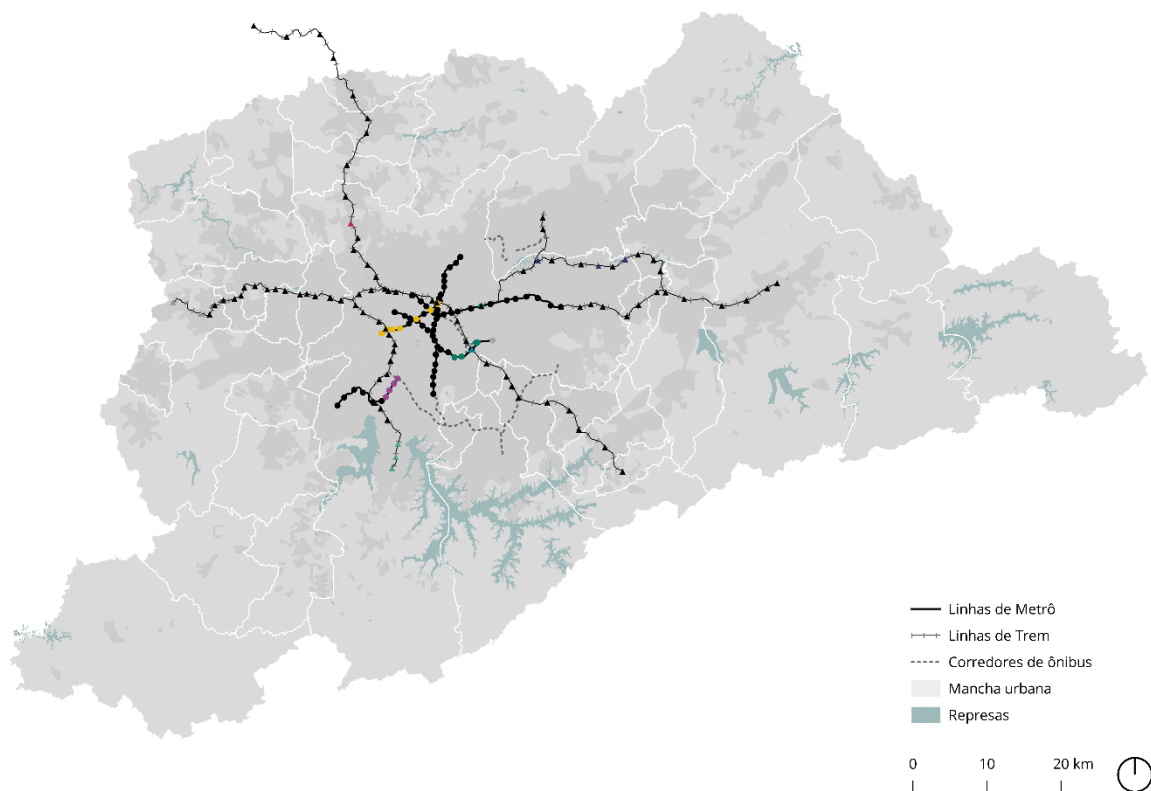 Linhas de Metrô
Linhas de Trem
Corredores de ônibus
Mancha urbana
Represas
0 10 20 km